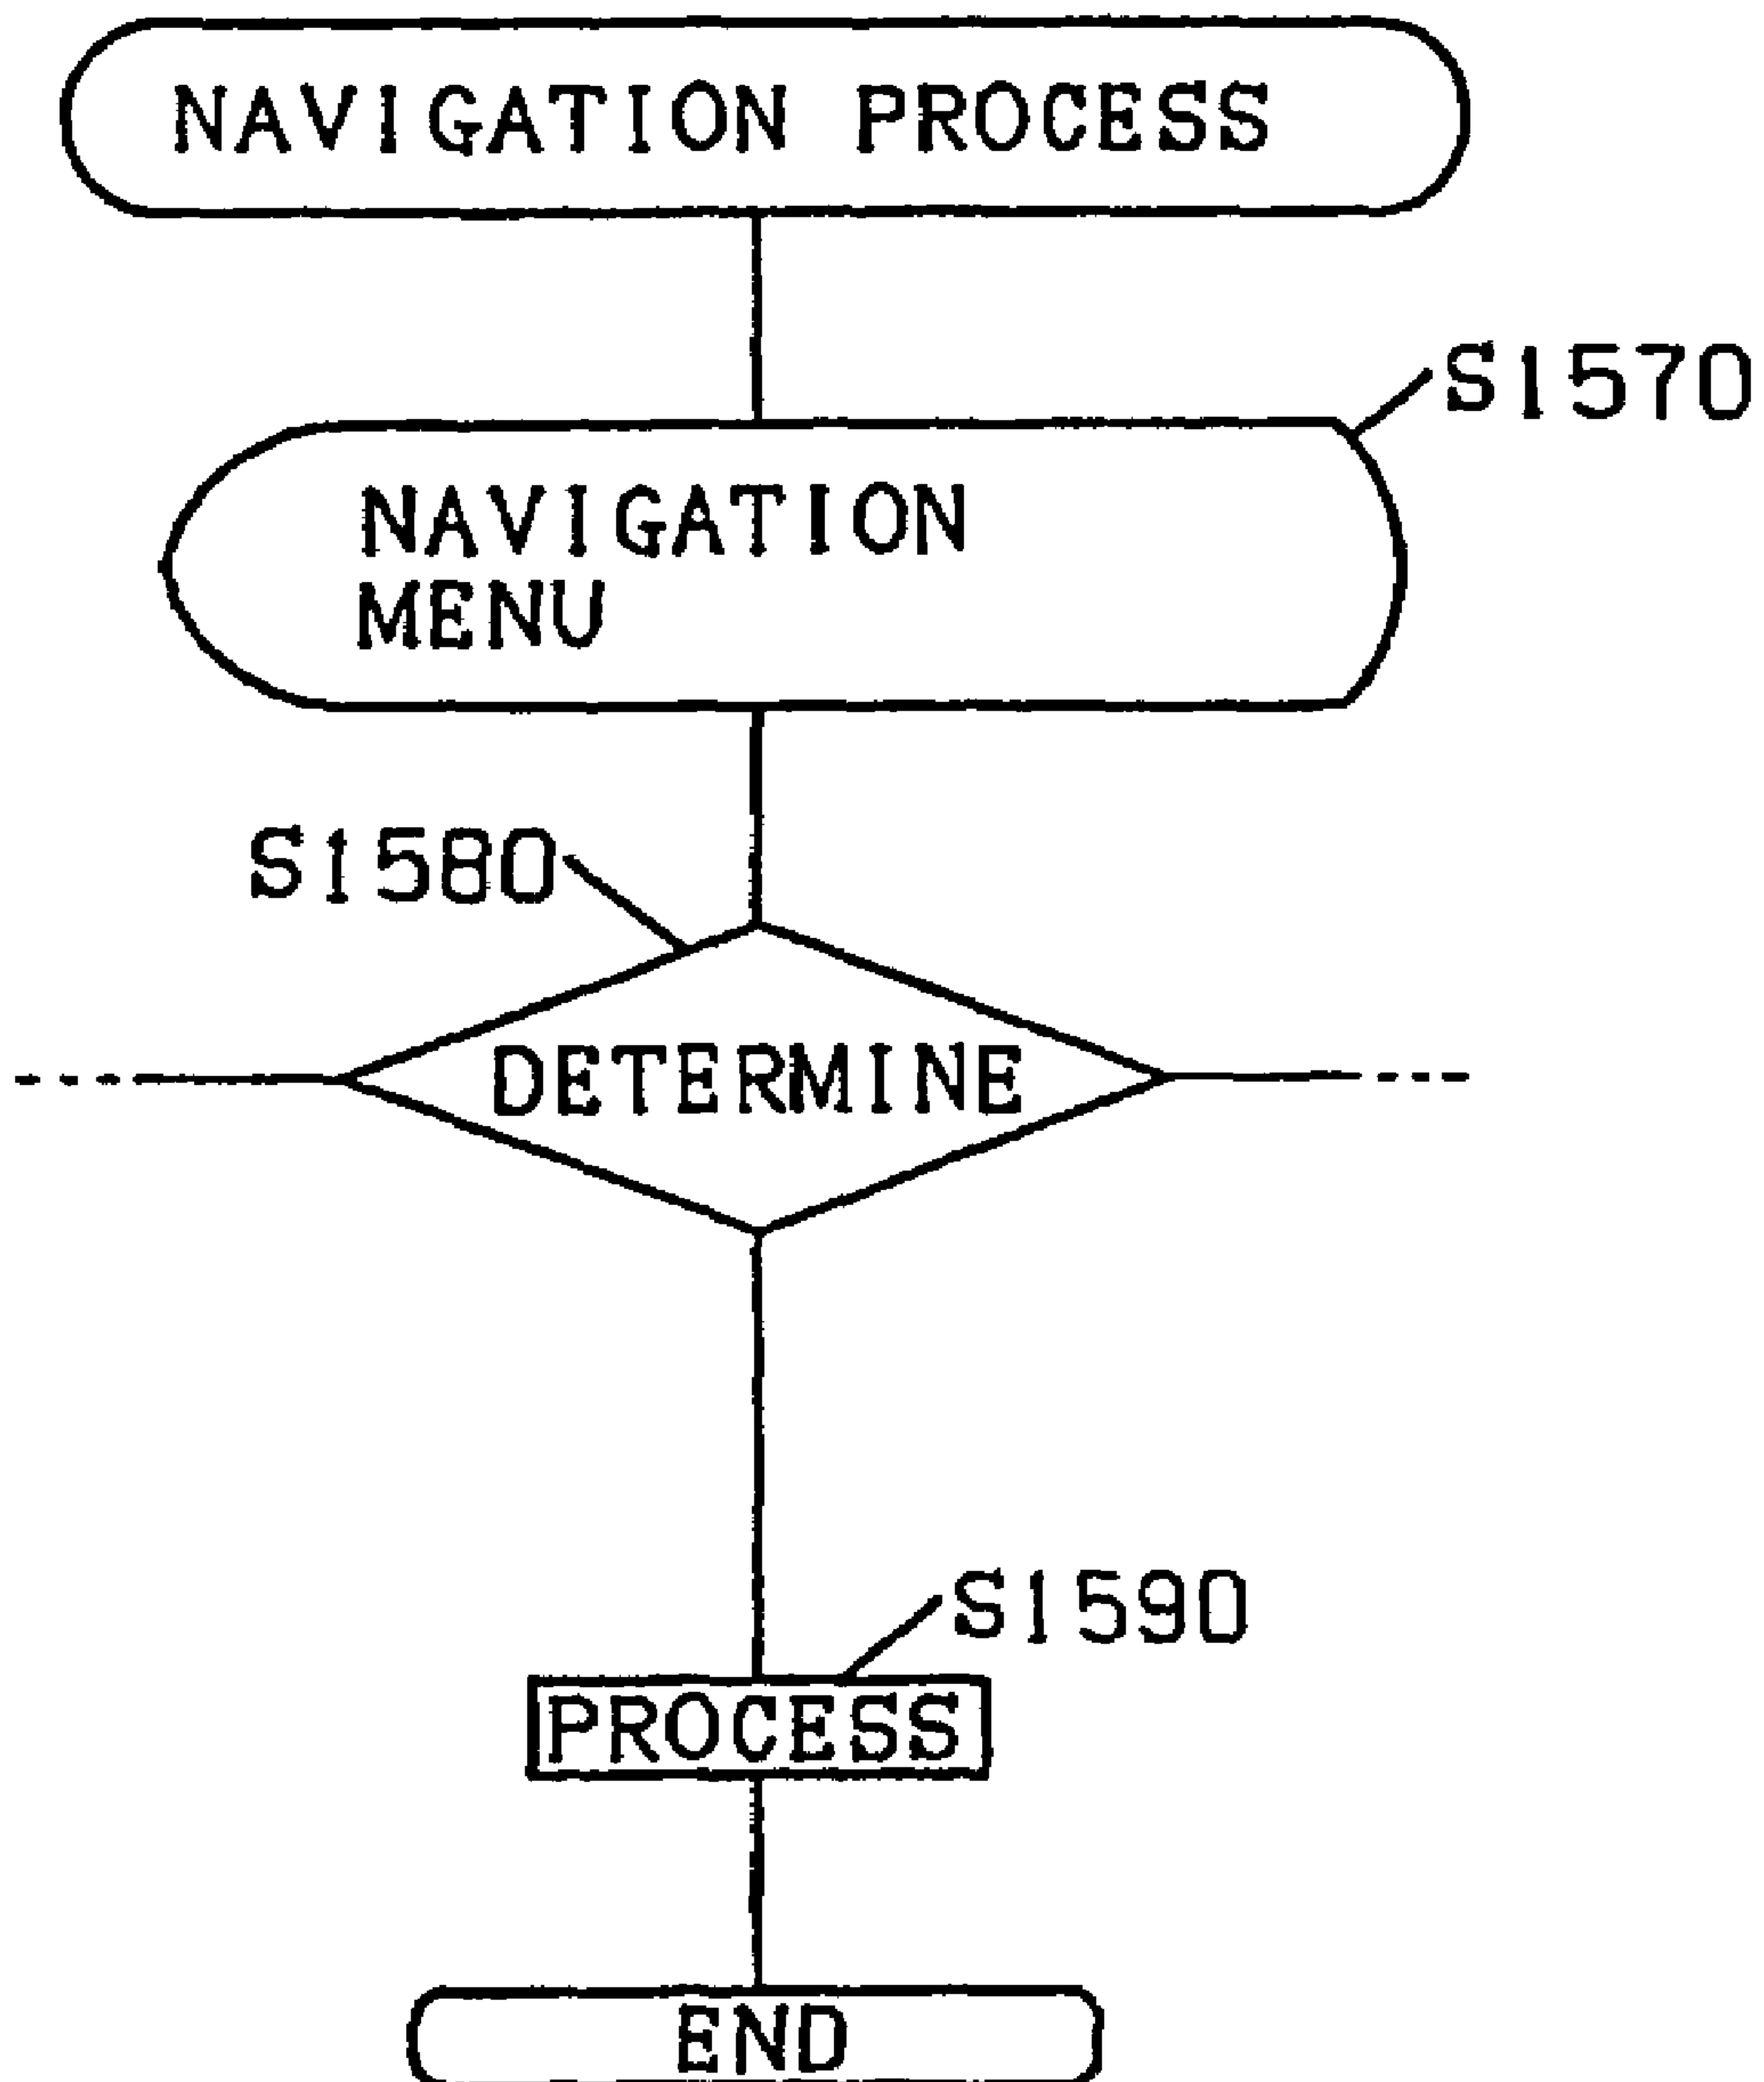 NAVIGATION PROCESS
S1570
NAVIGATION
MENU
S1580
DETERMINE
S1590
PROCESS
END